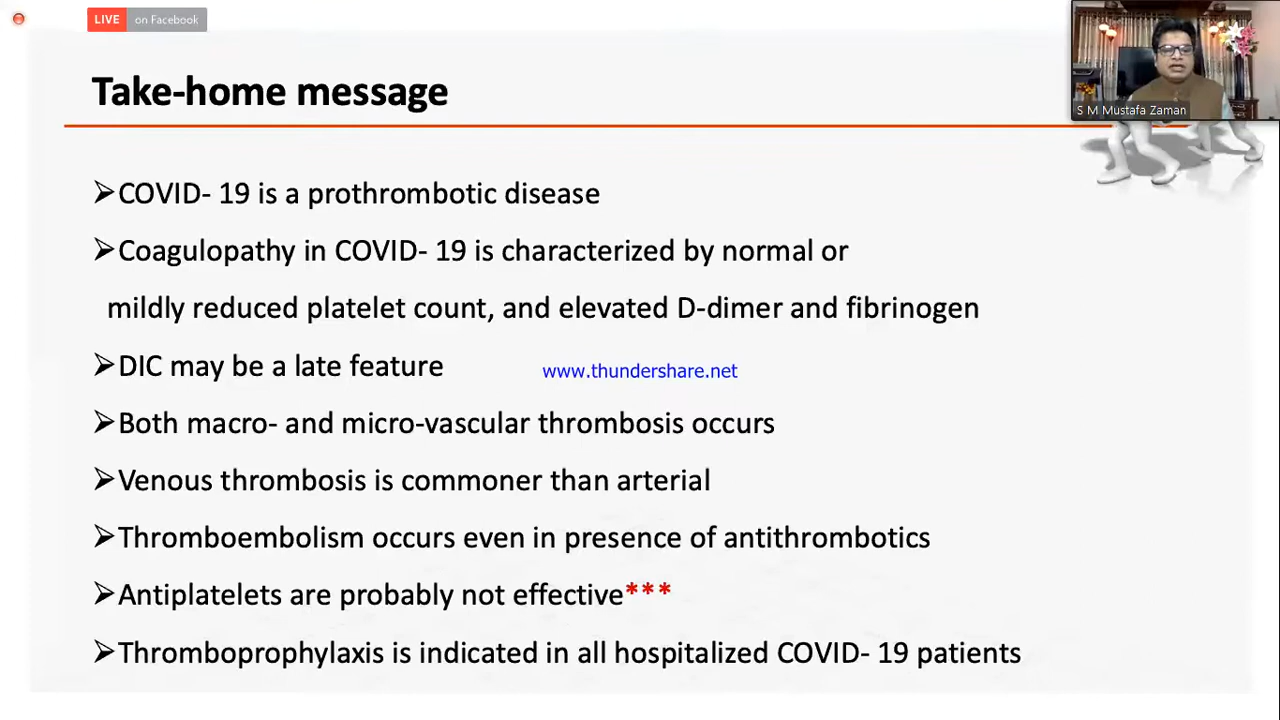 LIVE on Facebook
S M Mustafa Zaman
Take-home message
➢COVID- 19 is a prothrombotic disease
➢Coagulopathy in COVID- 19 is characterized by normal or
mildly reduced platelet count, and elevated D-dimer and fibrinogen
➢DIC may be a late feature
www.thundershare.net
➢Both macro- and micro-vascular thrombosis occurs
➢Venous thrombosis is commoner than arterial
➢Thromboembolism occurs even in presence of antithrombotics
➢Antiplatelets are probably not effective***
➢Thromboprophylaxis is indicated in all hospitalized COVID- 19 patients